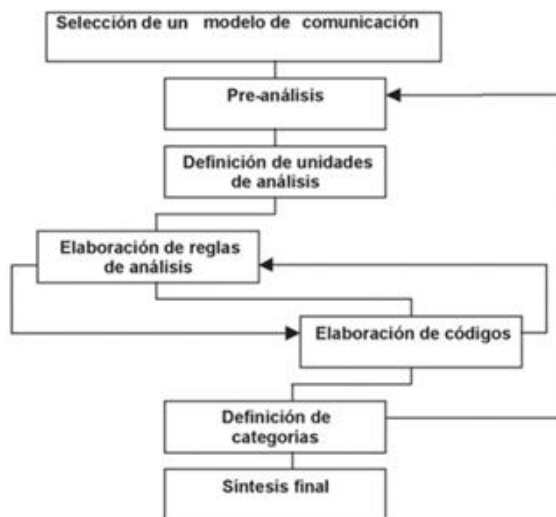 Selección de un modelo de comunicación
Pre-análisis
Definición de unidades
de análisis
Elaboración de reglas
de análisis
Elaboración de códigos
Definición de
categorias
Síntesis final